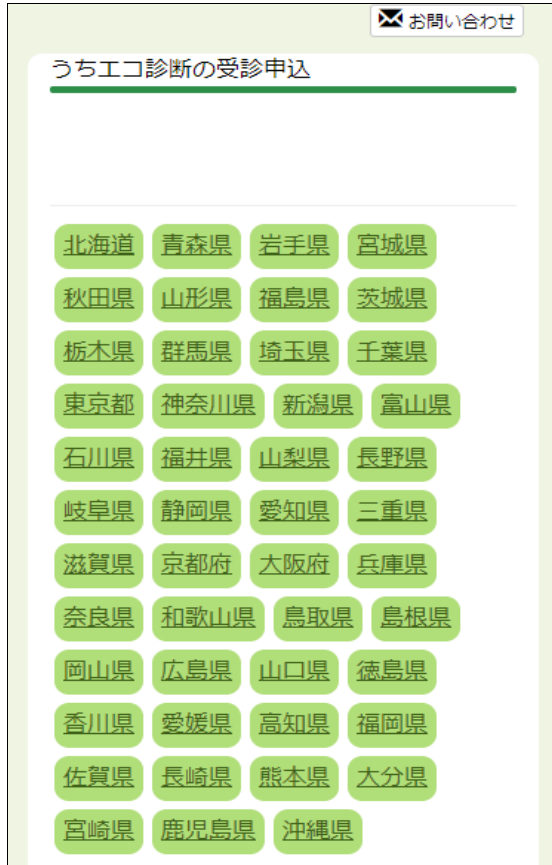 お問い合わせ
うちエコ診断の受診申込
北海道 青森県 岩手県 宮城県
秋田県 山形県 福島県 茨城県
栃木県 群馬県 埼玉県 千葉県
東京都 神奈川県 新潟県 富山県
石川県 福井県 山梨県 長野県
岐阜県 静岡県 愛知県 三重県
滋賀県 京都府 大阪府 兵庫県
奈良県 和歌山県 鳥取県 島根県
岡山県 広島県 山口県 徳島県
香川県 愛媛県 高知県 福岡県
佐賀県 長崎県 熊本県 大分県
宮崎県 鹿児島県 沖縄県